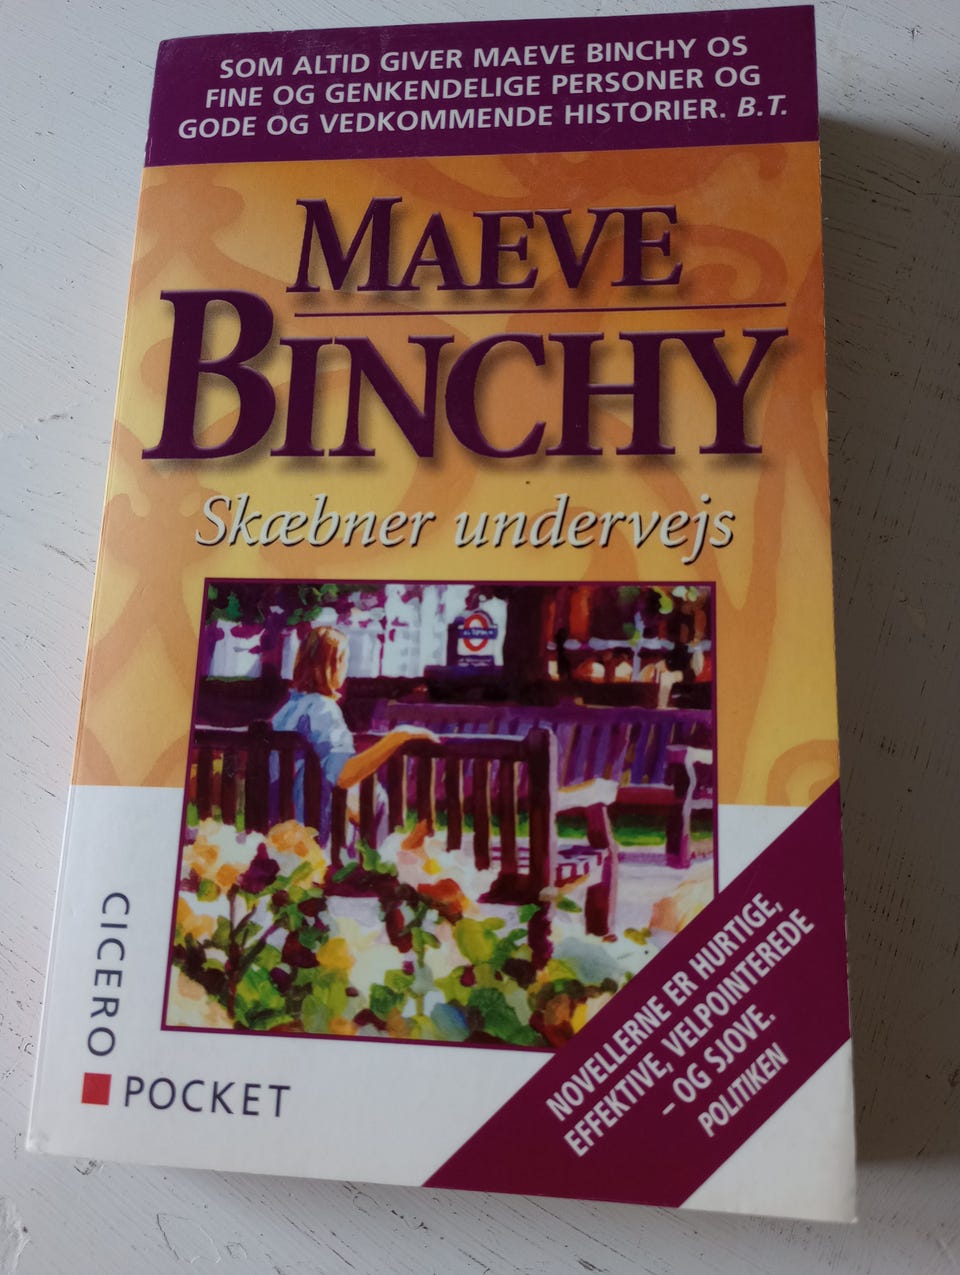 SOM ALTID GIVER MAEVE BINCHY OS
FINE OG GENKENDELIGE PERSONER OG
GODE OG VEDKOMMENDE HISTORIER. B.T.
MAEVE
BINCHY
Skæbner undervejs
CICERO
POCKET
NOVELLERNE ER HURTIGE,
EFFEKTIVE, VELPOINTEREDE
– OG SJOVE.
POLITIKEN